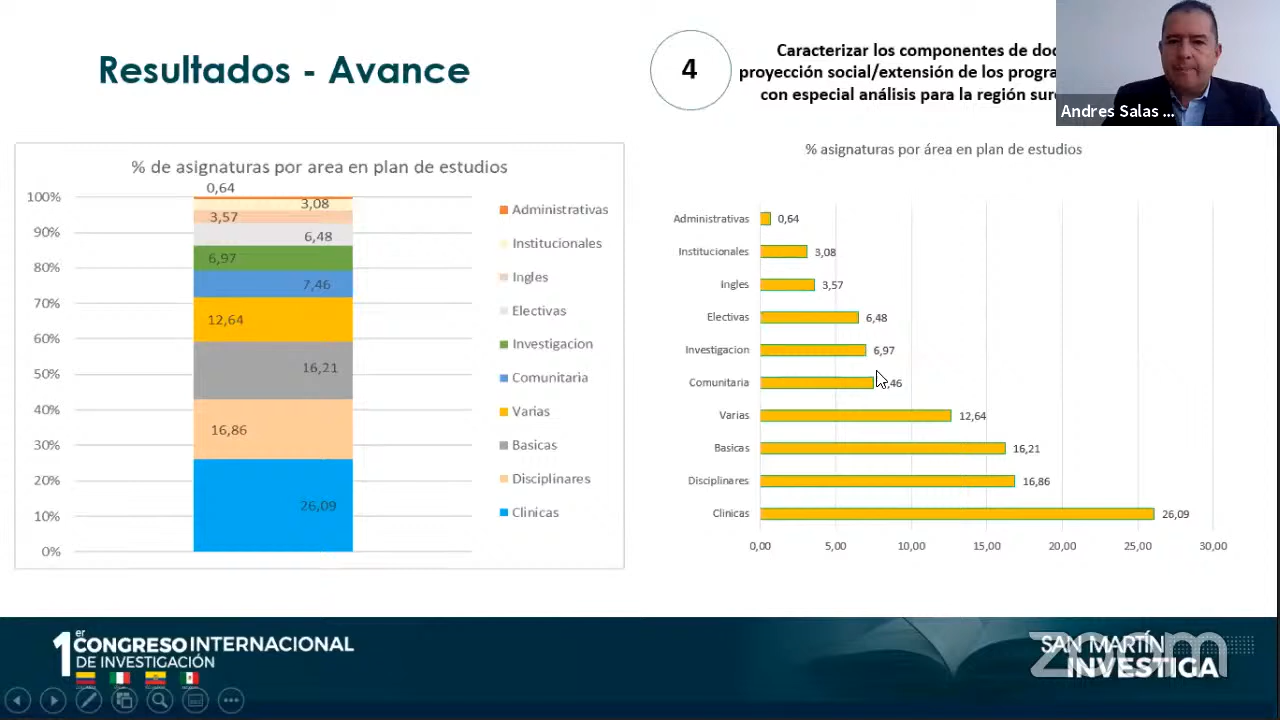 Resultados - Avance
4
Caracterizar los componentes de
proyección social/extensión de los
con especial análisis para la región
Andres Salas ...
% de asignaturas por area en plan de estudios
100%
90%
80%
70%
60%
50%
40%
30%
20%
10%
0%
0,64
3,08
3,57
6,48
6,97
7,46
12,64
16,21
16,86
26,09
Administrativas
Institucionales
Ingles
Electivas
Investigacion
Comunitaria
Varias
Basicas
Disciplinares
Clinicas
% asignaturas por área en plan de estudios
Administrativas 0,64
Institucionales 3,08
Ingles 3,57
Electivas 6,48
Investigacion 6,97
Comunitaria
Varias 12,64
Basicas 16,21
Disciplinares 16,86
Clinicas 26,09
0,00 5,00 10,00 15,00 20,00 25,00 30,00
1er CONGRESO INTERNACIONAL
DE INVESTIGACIÓN
SAN MARTÍN
INVESTIGA
zoom